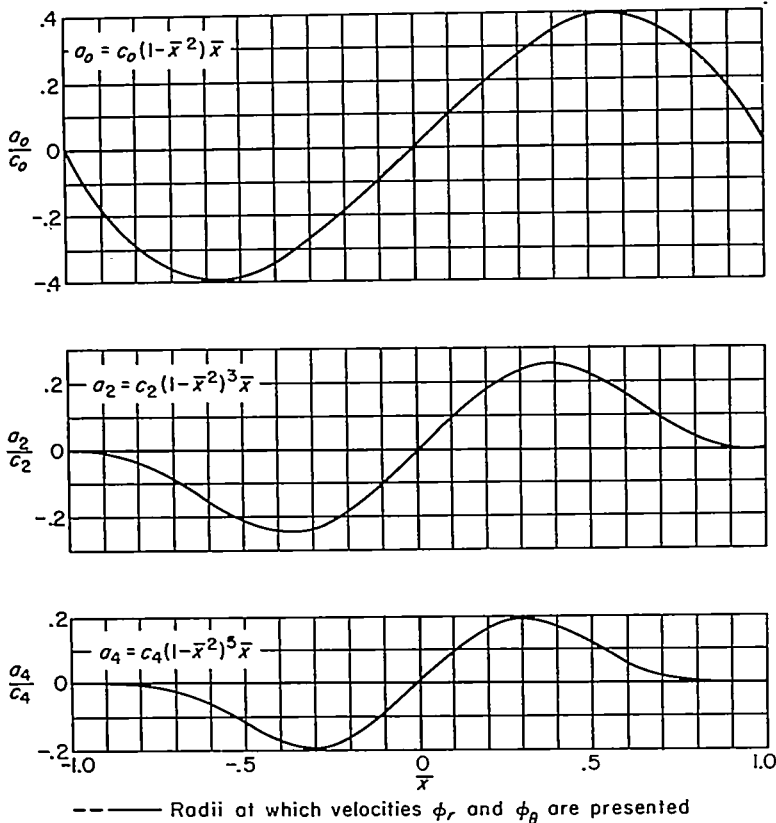 .4
a₀ = c₀(1-x̄²)x̄
.2
a₀/c₀
0
-.2
-.4
.2
a₂ = c₂(1-x̄²)³x̄
a₂/c₂
0
-.2
0.2
a₄ = c₄(1-x̄²)⁵x̄
a₄/c₄
0
-.2
-1.0 -.5 0 .5 1.0
x̄
Radii at which velocities ϕᵣ and ϕ_θ are presented